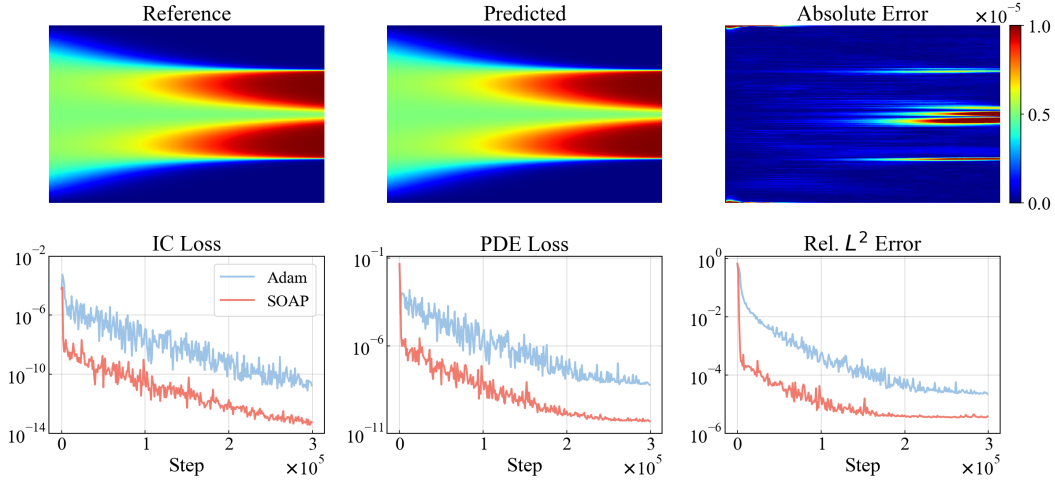 Reference
Predicted
Absolute Error
×10⁻⁵
1.0
0.5
0.0
IC Loss
10⁻²
10⁻⁶
10⁻¹⁰
10⁻¹⁴
Adam
SOAP
0 1 2 3
Step
×10⁵
PDE Loss
10⁻¹
10⁻⁶
10⁻¹¹
0 1 2 3
Step
×10⁵
Rel. L² Error
10⁰
10⁻²
10⁻⁴
10⁻⁶
0 1 2 3
Step
×10⁵